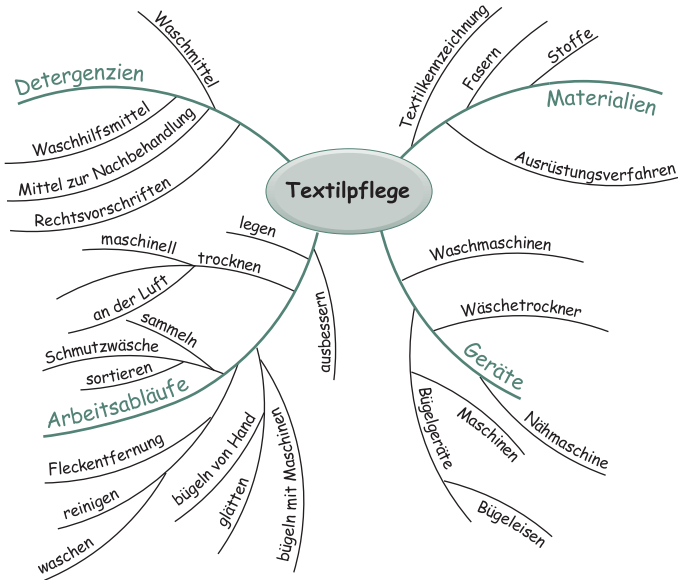 Textilpflege
Detergenzien
Waschmittel
Waschhilfsmittel
Mittel zur Nachbehandlung
Rechtsvorschriften
Materialien
Textilkennzeichnung
Fasern
Stoffe
Ausrüstungsverfahren
Geräte
Waschmaschinen
Wäschetrockner
Nähmaschine
Bügelgeräte
Maschinen
Bügeleisen
Arbeitsabläufe
legen
ausbessern
trocknen
maschinell
an der Luft
Schmutzwäsche
sammeln
sortieren
Fleckentfernung
reinigen
waschen
bügeln von Hand
glätten
bügeln mit Maschinen